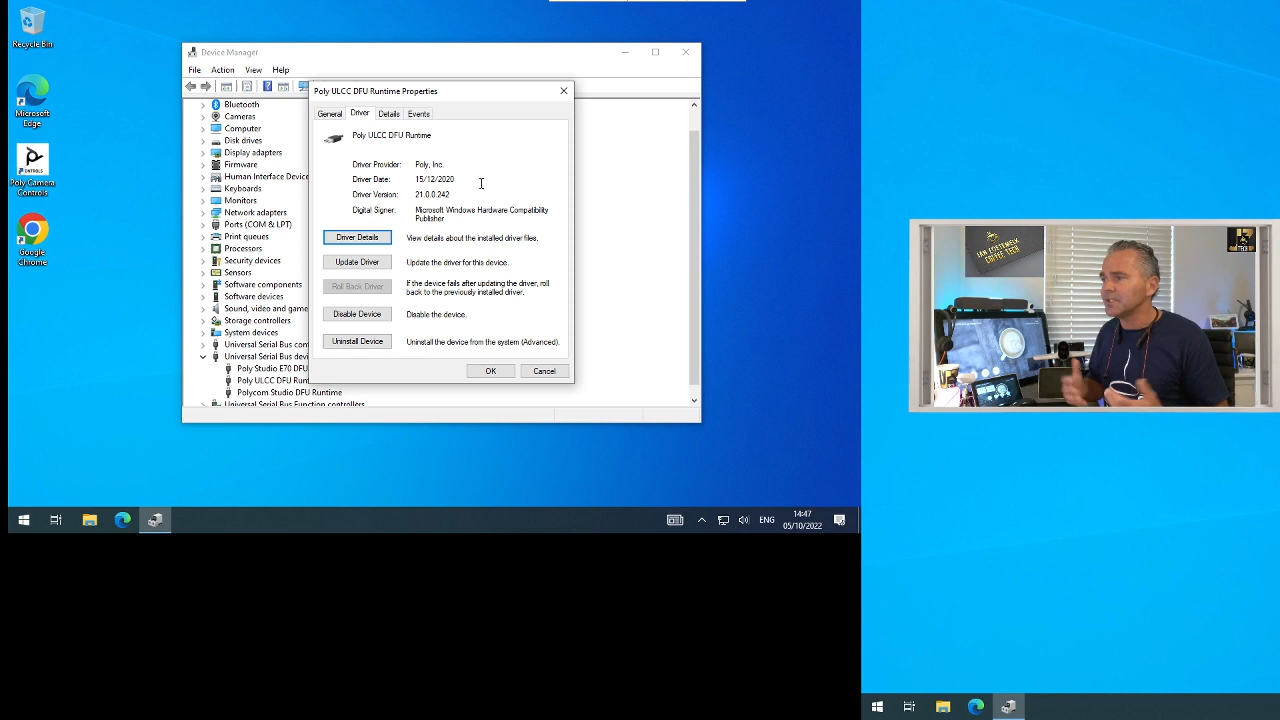 Recycle Bin
Microsoft
Edge
CONTROLS
Poly Camera
Controls
Google
Chrome
Device Manager
File Action View Help
Bluetooth
Cameras
Computer
Disk drives
Display adapters
Firmware
Human Interface Device
Keyboards
Monitors
Network adapters
Ports (COM & LPT)
Print queues
Processors
Security devices
Sensors
Software components
Software devices
Sound, video and game
Storage controllers
System devices
Universal Serial Bus cont
Universal Serial Bus devi
Poly Studio E70 DFU
Poly ULCC DFU Run
Polycom Studio DFU Runtime
Universal Serial Bus Function controllers
Poly ULCC DFU Runtime Properties
General Driver Details Events
Poly ULCC DFU Runtime
Driver Provider: Poly, Inc.
Driver Date: 15/12/2020
Driver Version: 21.0.0.242
Digital Signer: Microsoft Windows Hardware Compatibility
Publisher
Driver Details View details about the installed driver files.
Update Driver Update the driver for this device.
Roll Back Driver If the device fails after updating the driver, roll
back to the previously installed driver.
Disable Device Disable the device.
Uninstall Device Uninstall the device from the system (Advanced).
OK Cancel
ENG
14:47
05/10/2022
COFFEE TECH